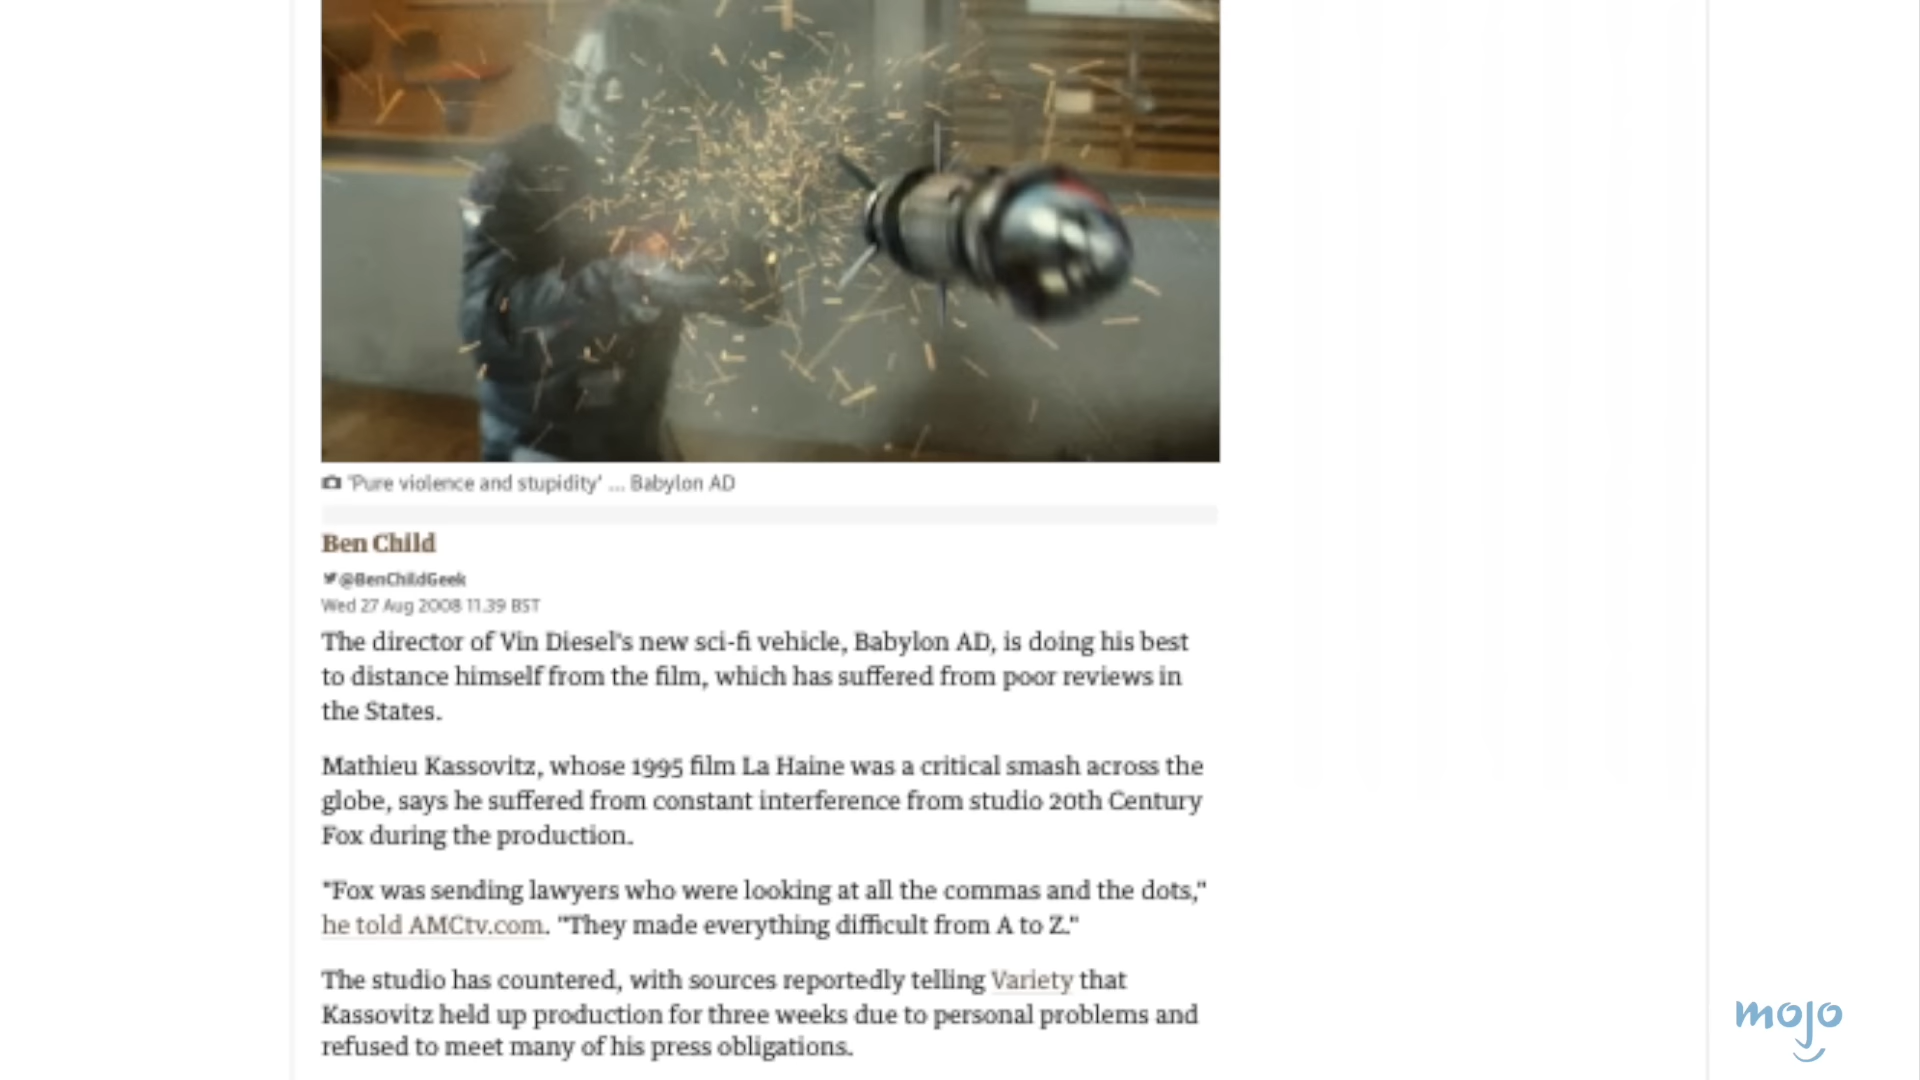 'Pure violence and stupidity' ... Babylon AD
Ben Child
@BenChildGeek
Wed 27 Aug 2008 11.39 BST
The director of Vin Diesel's new sci-fi vehicle, Babylon AD, is doing his best
to distance himself from the film, which has suffered from poor reviews in
the States.
Mathieu Kassovitz, whose 1995 film La Haine was a critical smash across the
globe, says he suffered from constant interference from studio 20th Century
Fox during the production.
"Fox was sending lawyers who were looking at all the commas and the dots,"
he told AMCtv.com. "They made everything difficult from A to Z."
The studio has countered, with sources reportedly telling Variety that
Kassovitz held up production for three weeks due to personal problems and
refused to meet many of his press obligations.
mojo